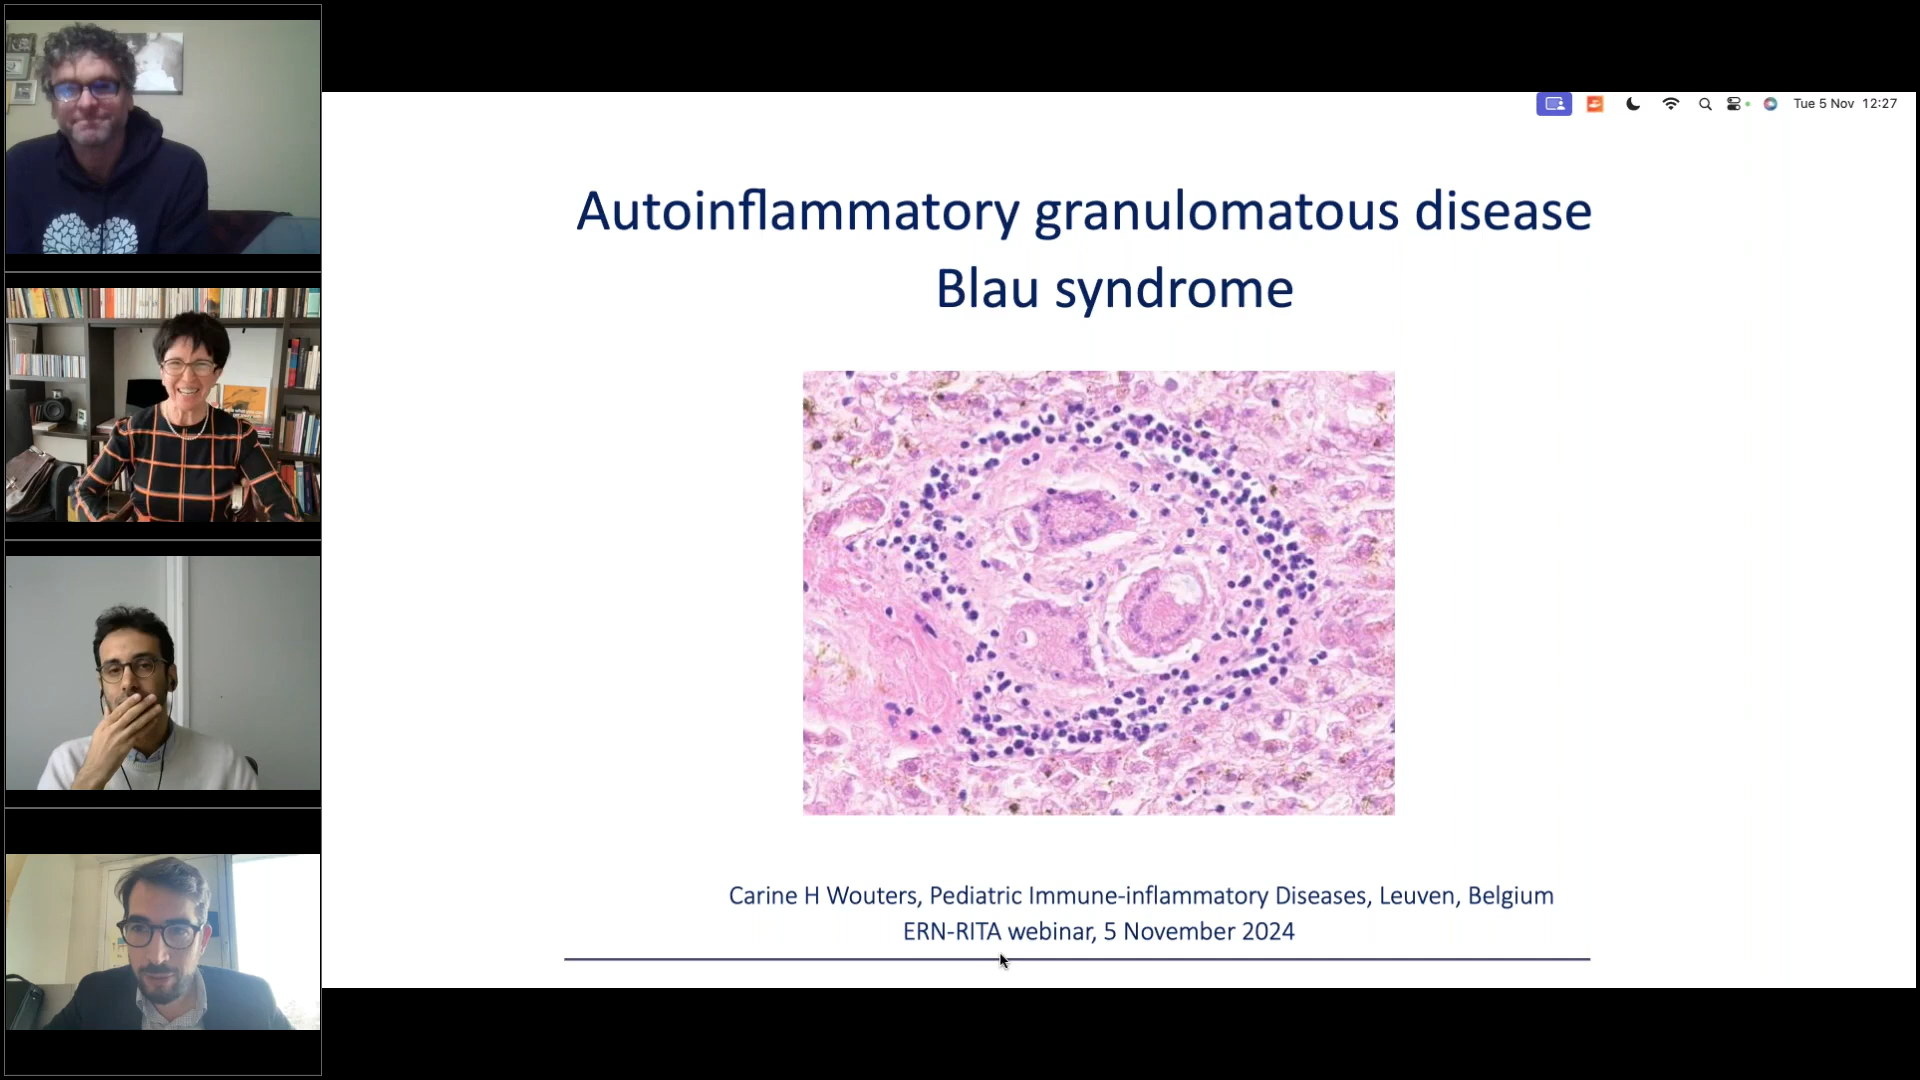 Tue 5 Nov 12:27
Autoinflammatory granulomatous disease
Blau syndrome
Carine H Wouters, Pediatric Immune-inflammatory Diseases, Leuven, Belgium
ERN-RITA webinar, 5 November 2024